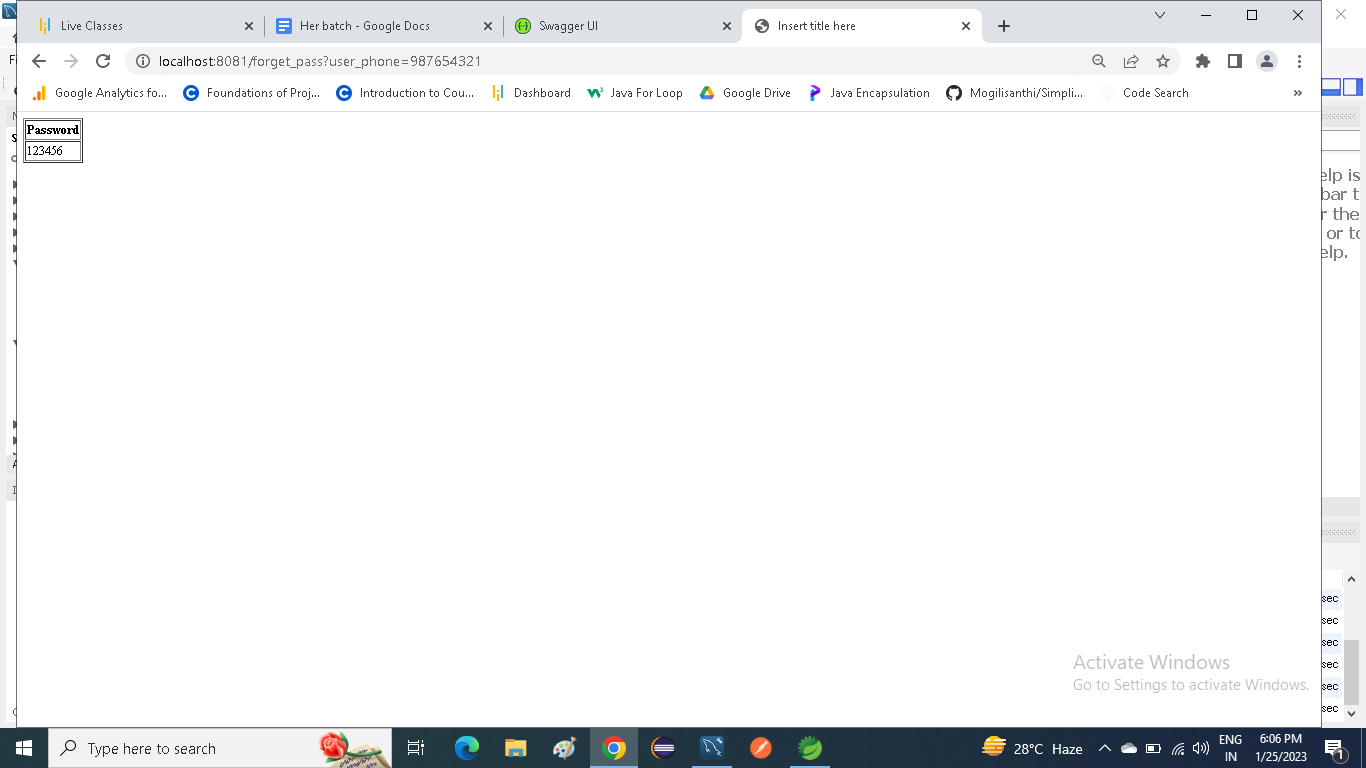 Live Classes
Her batch - Google Docs
Swagger UI
Insert title here
localhost:8081/forget_pass?user_phone=987654321
Google Analytics fo...
Foundations of Proj...
Introduction to Cou...
Dashboard
Java For Loop
Google Drive
Java Encapsulation
Mogilisanthi/Simpli...
Code Search
»
Password
123456
elp is
bar t
r the
or to
elp.
sec
sec
sec
sec
sec
sec
Activate Windows
Go to Settings to activate Windows.
Type here to search
28°C Haze
ENG
IN
6:06 PM
1/25/2023
1